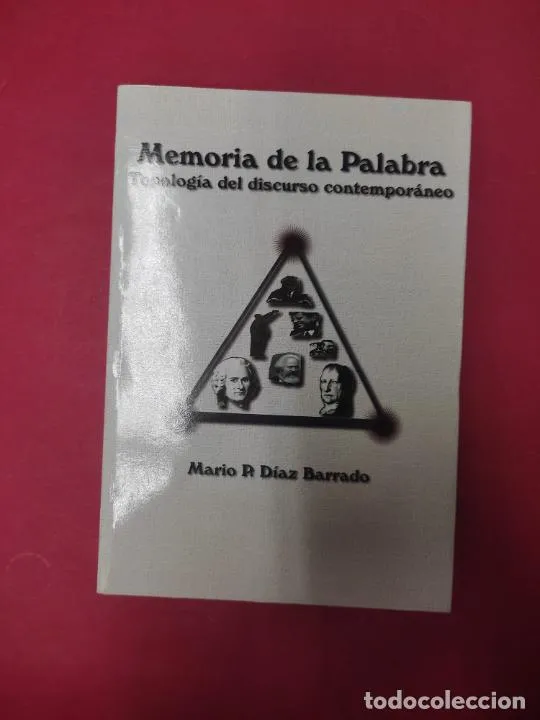 Memoria de la Palabra
Topología del discurso contemporáneo
Mario P. Díaz Barrado
todocoleccion